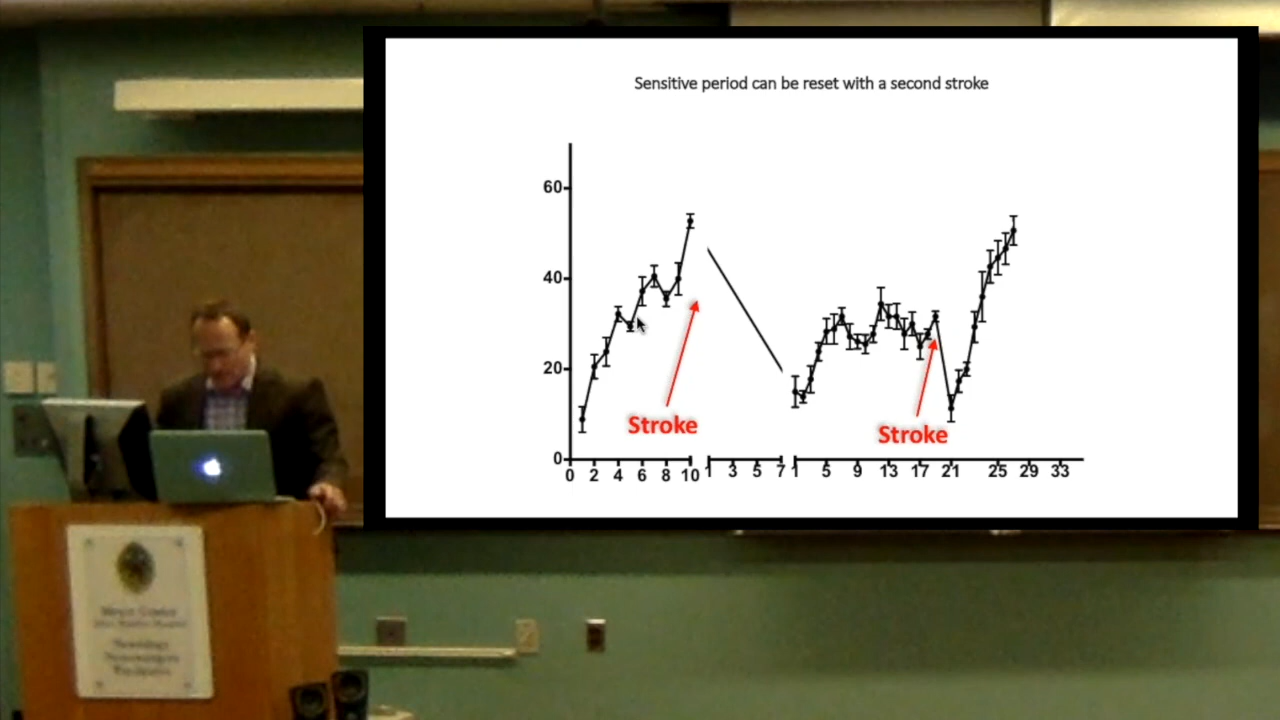 Sensitive period can be reset with a second stroke
60
40
20
0
Stroke
Stroke
0 2 4 6 8 10 1 3 5 7 1 5 9 13 17 21 25 29 33